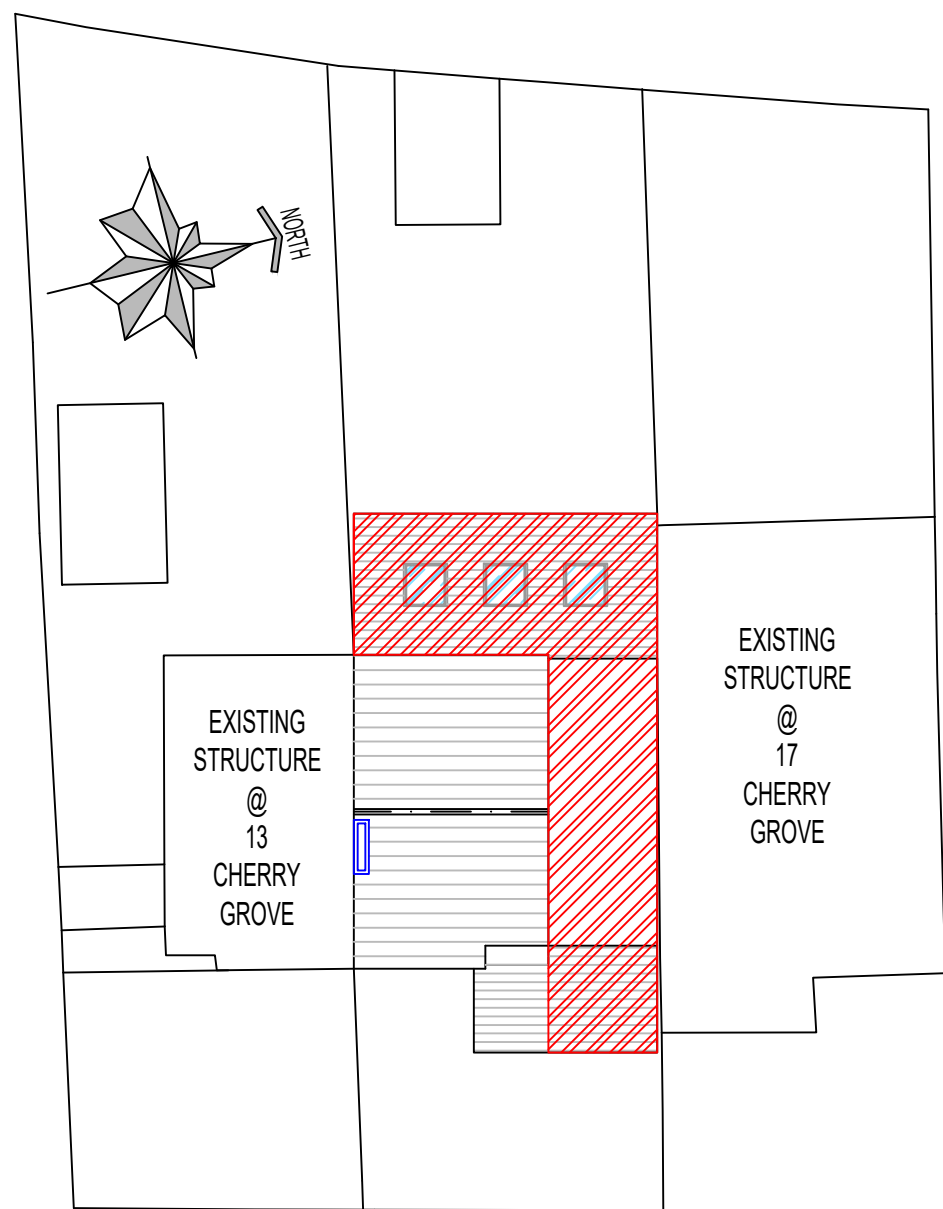 NORTH
EXISTING
STRUCTURE
@
13
CHERRY
GROVE
EXISTING
STRUCTURE
@
17
CHERRY
GROVE